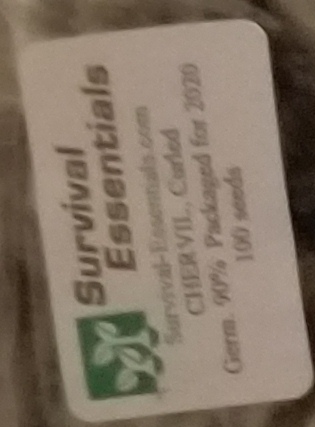 Survival
Essentials
Survival-Essentials.com
CHERVIL, Curled
Germ. 90% Packaged for 2020
100 seeds